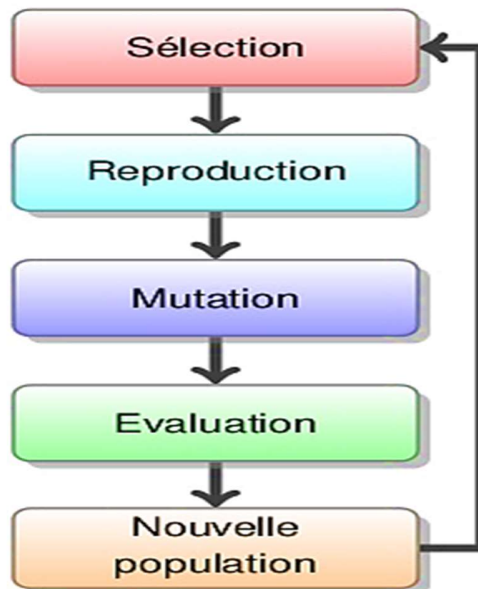 Sélection
Reproduction
Mutation
Evaluation
Nouvelle
population